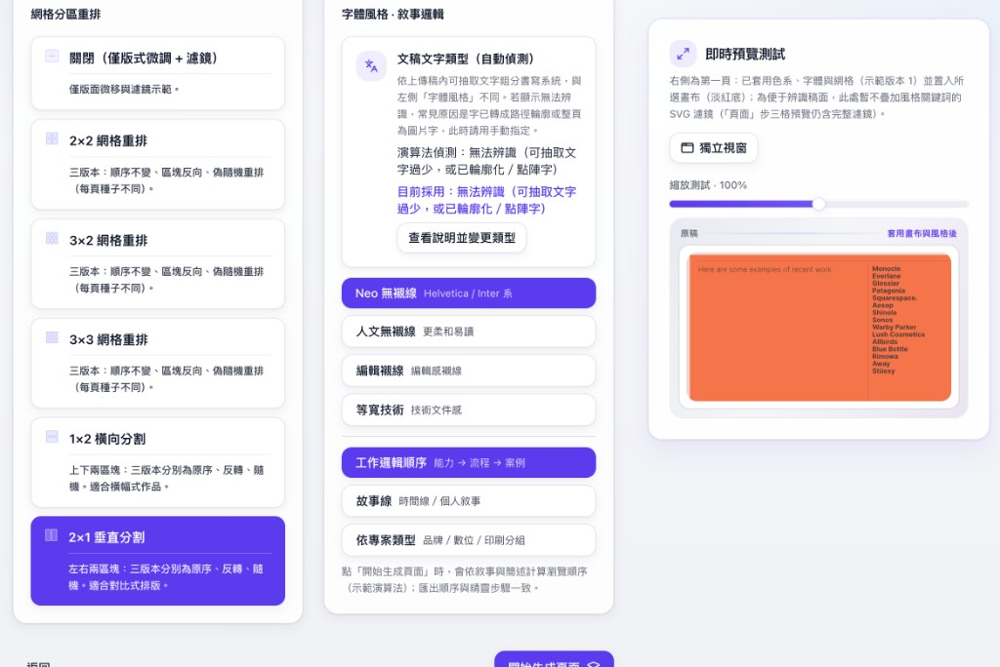 網格分區重排
關閉（僅版式微調 + 濾鏡）
僅版面微移與濾鏡示範。
2×2 網格重排
三版本：順序不變、區塊反向、偽隨機重排
（每頁種子不同）。
3×2 網格重排
三版本：順序不變、區塊反向、偽隨機重排
（每頁種子不同）。
3×3 網格重排
三版本：順序不變、區塊反向、偽隨機重排
（每頁種子不同）。
1×2 橫向分割
上下兩區塊：三版本分別為原序、反轉、隨
機。適合橫幅式作品。
2×1 垂直分割
左右兩區塊：三版本分別為原序、反轉、隨
機。適合對比式排版。
返回
字體風格 · 敘事邏輯
文稿文字類型（自動偵測）
依上傳稿內可抽取文字粗分書寫系統，與
左側「字體風格」不同。若顯示無法辨
識，常見原因是字已轉成路徑輪廓或整頁
為圖片字，此時請用手動指定。
演算法偵測：無法辨識（可抽取文
字過少，或已輪廓化 / 點陣字）
目前採用：無法辨識（可抽取文字
過少，或已輪廓化 / 點陣字）
查看說明並變更類型
Neo 無襯線 Helvetica / Inter 系
人文無襯線 更柔和易讀
編輯襯線 編輯感襯線
等寬技術 技術文件感
工作邏輯順序 能力 → 流程 → 案例
故事線 時間線 / 個人敘事
依專案類型 品牌 / 數位 / 印刷分組
點「開始生成頁面」時，會依敘事與簡述計算瀏覽順序
（示範演算法）；匯出順序與精靈步驟一致。
開始生成頁面
即時預覽測試
右側為第一頁：已套用色系、字體與網格（示範版本 1）並置入所
選畫布（淡紅底）；為便于辨識稿面，此處暫不疊加風格關鍵詞的
SVG 濾鏡（「頁面」步三格預覽仍含完整濾鏡）。
獨立視窗
縮放測試 · 100%
原稿
套用畫布與風格後
Here are some examples of recent work.
Monocle
Everlane
Glossier
Patagonia
Squarespace.
Aesop
Shinola
Sonos
Warby Parker
Lush Cosmetics
Allbirds
Blue Bottle
Rimowa
Away
Stüssy